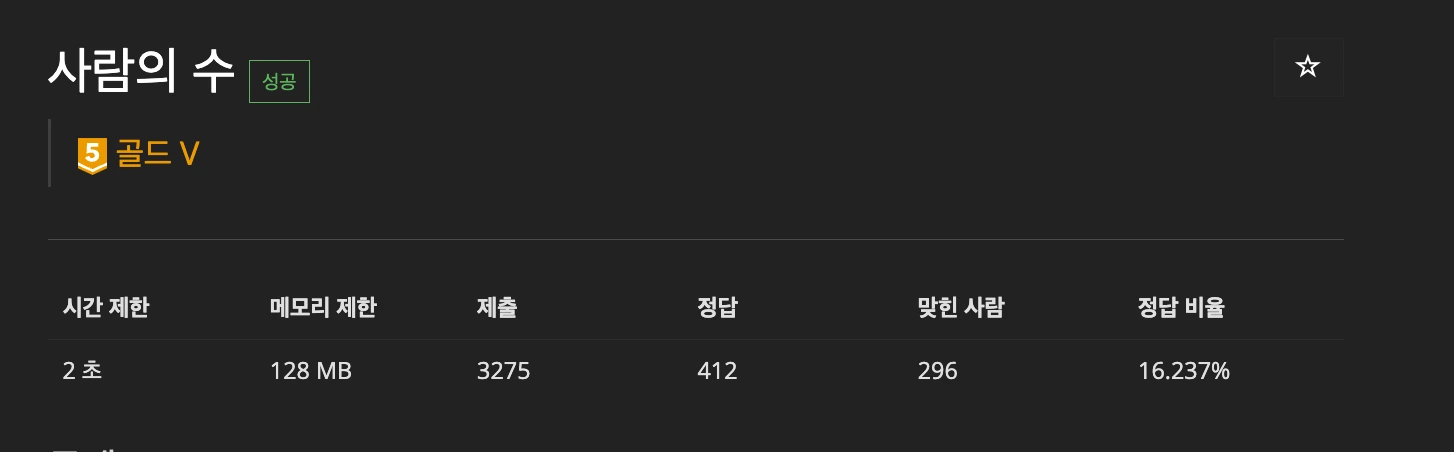 사람의 수 성공
5 골드 V
시간 제한 메모리 제한 제출 정답 맞힌 사람 정답 비율
2 초 128 MB 3275 412 296 16.237%